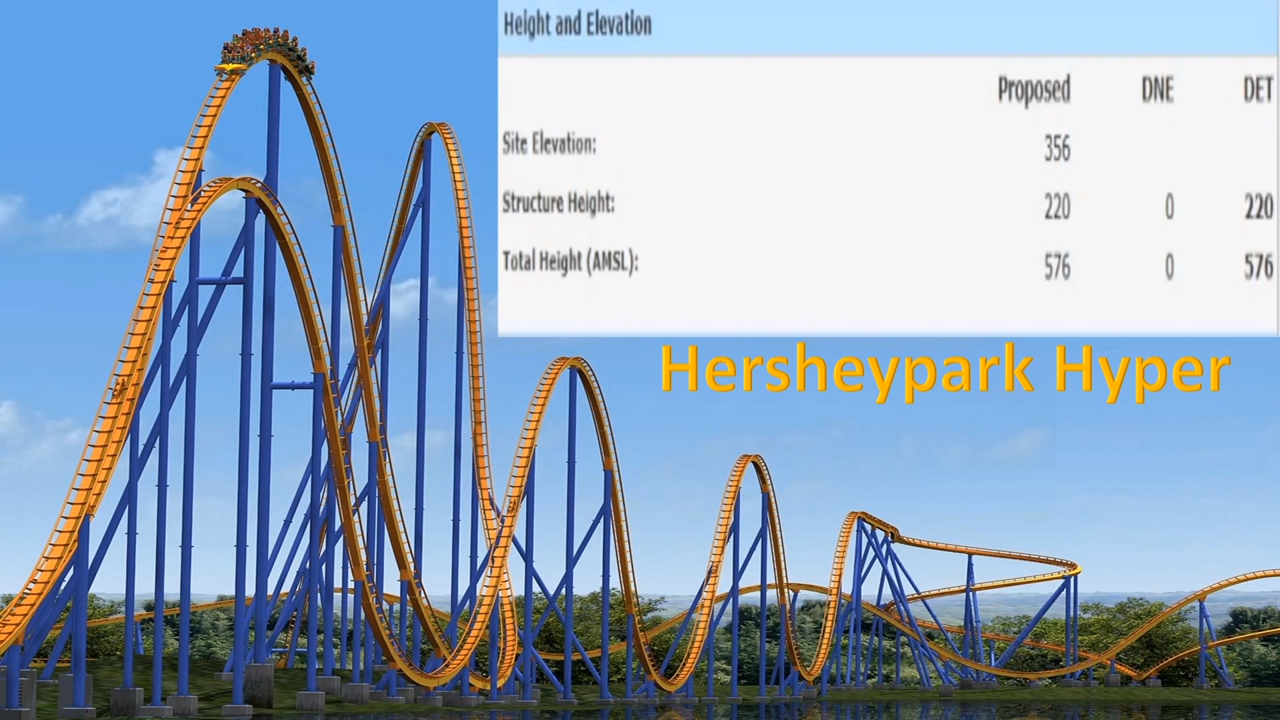 Height and Elevation
Proposed DNE DET
Site Elevation: 356
Structure Height: 220 0 220
Total Height (AMSL): 576 0 576
Hersheypark Hyper